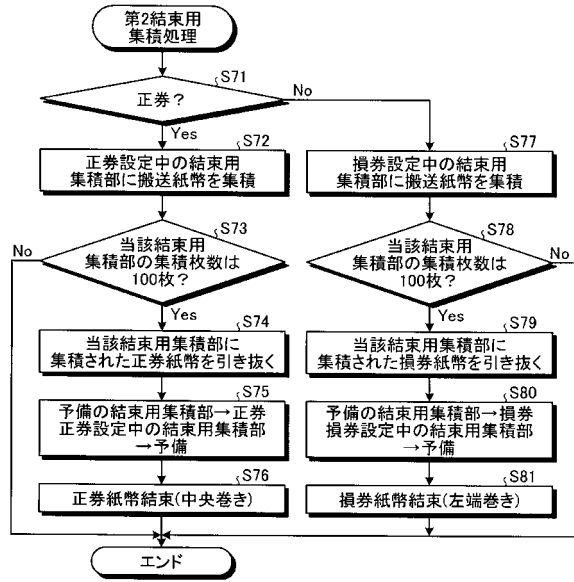 第2結束用
集積処理
S71
正券？
No
Yes
S72
正券設定中の結束用
集積部に搬送紙幣を集積
S73
当該結束用
集積部の集積枚数は
100枚？
No
Yes
S74
当該結束用集積部に
集積された正券紙幣を引き抜く
S75
予備の結束用集積部→正券
正券設定中の結束用集積部
→予備
S76
正券紙幣結束(中央巻き)
S77
損券設定中の結束用
集積部に搬送紙幣を集積
S78
当該結束用
集積部の集積枚数は
100枚？
No
Yes
S79
当該結束用集積部に
集積された損券紙幣を引き抜く
S80
予備の結束用集積部→損券
損券設定中の結束用集積部
→予備
S81
損券紙幣結束(左端巻き)
エンド